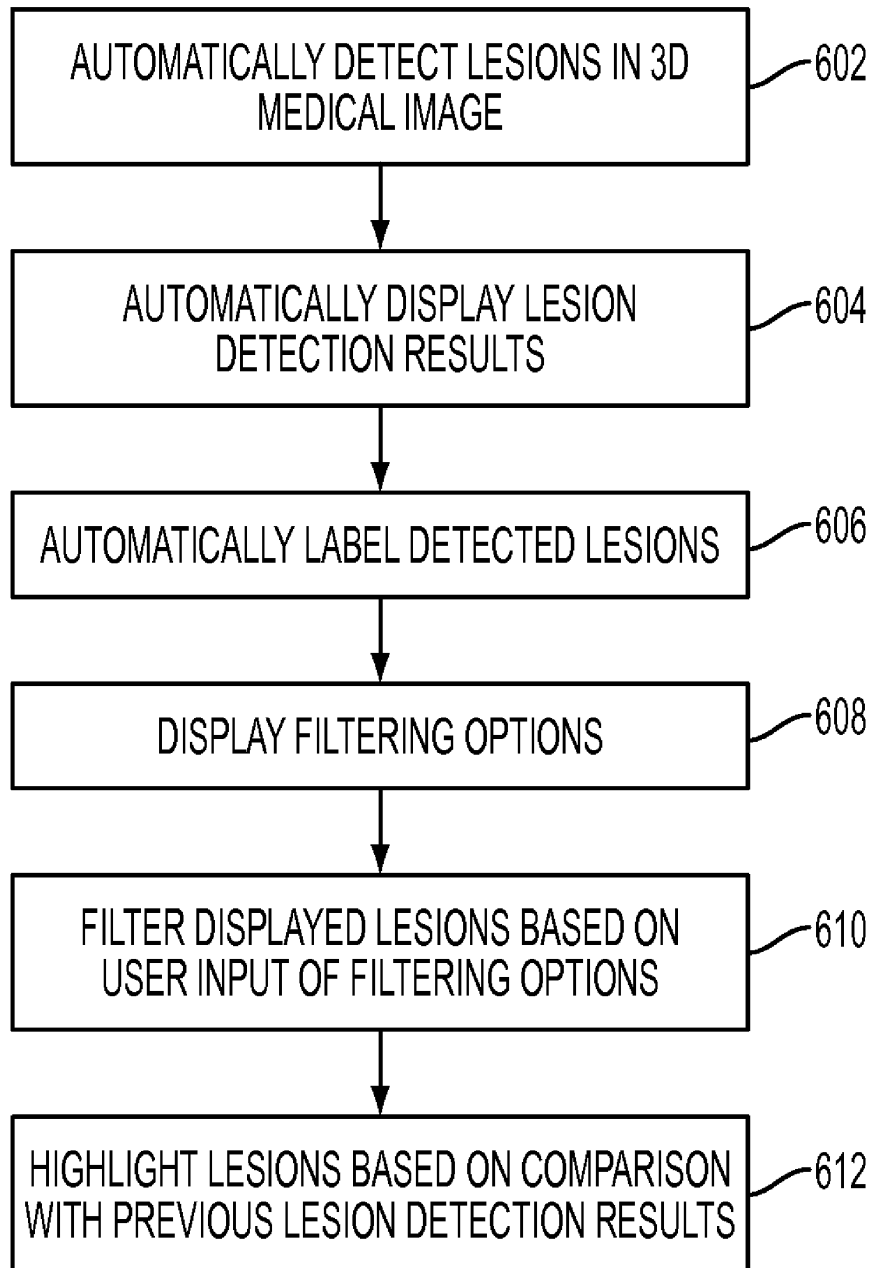 AUTOMATICALLY DETECT LESIONS IN 3D
MEDICAL IMAGE
602
AUTOMATICALLY DISPLAY LESION
DETECTION RESULTS
604
AUTOMATICALLY LABEL DETECTED LESIONS
606
DISPLAY FILTERING OPTIONS
608
FILTER DISPLAYED LESIONS BASED ON
USER INPUT OF FILTERING OPTIONS
610
HIGHLIGHT LESIONS BASED ON COMPARISON
WITH PREVIOUS LESION DETECTION RESULTS
612